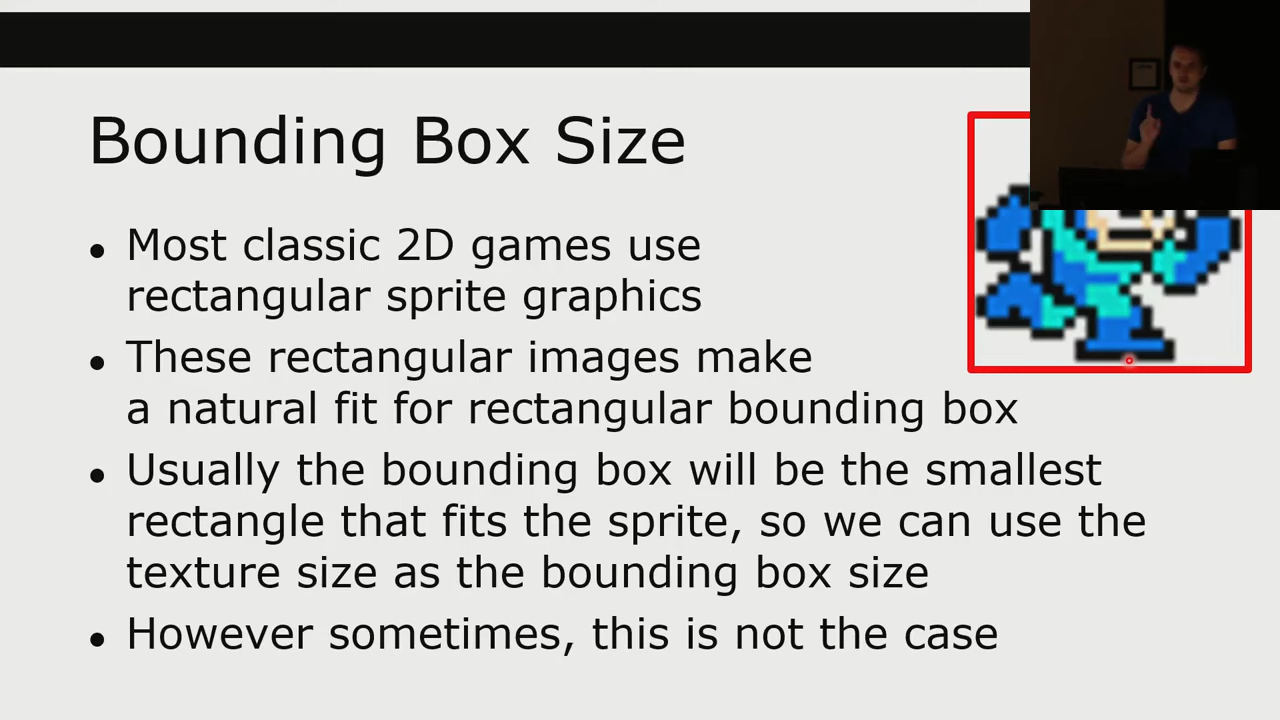 Bounding Box Size
• Most classic 2D games use
rectangular sprite graphics
• These rectangular images make
a natural fit for rectangular bounding box
• Usually the bounding box will be the smallest
rectangle that fits the sprite, so we can use the
texture size as the bounding box size
• However sometimes, this is not the case